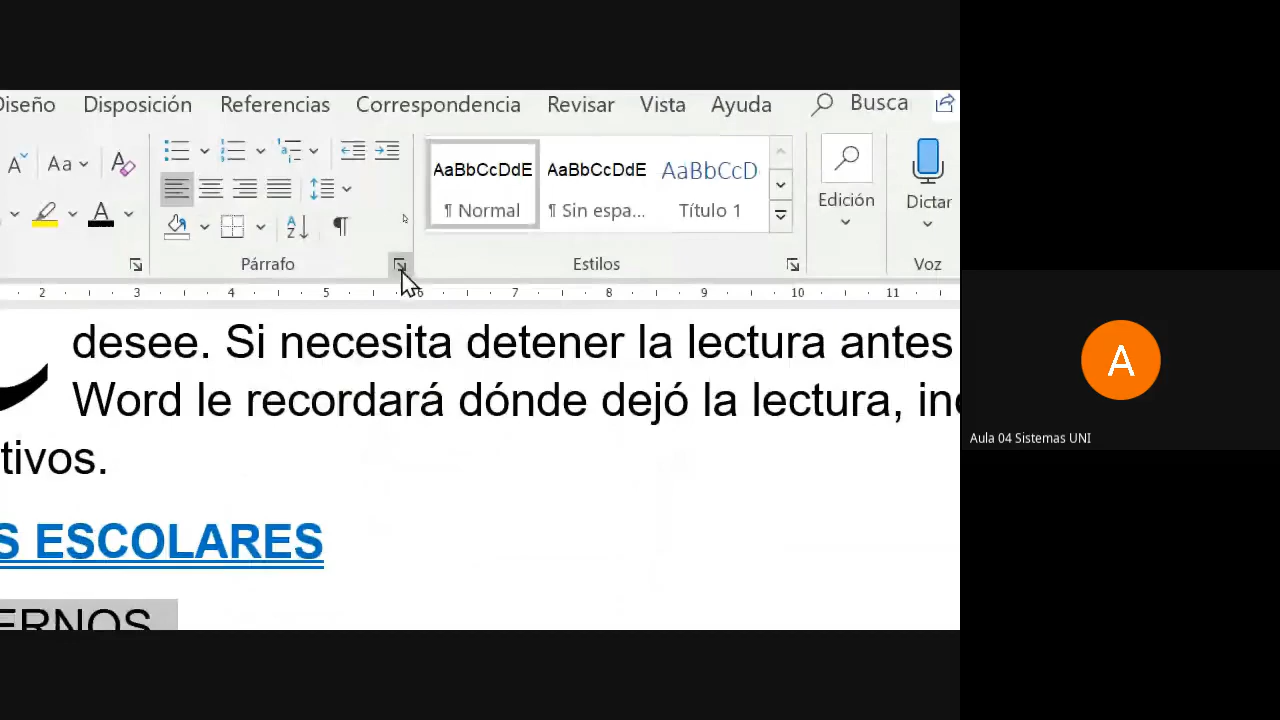 Diseño Disposición Referencias Correspondencia Revisar Vista Ayuda Busca
Aa AaBbCcDdE AaBbCcDdE AaBbCcD
¶ Normal ¶ Sin espa... Título 1 Edición Dictar
Párrafo Estilos Voz
2 3 4 5 6 7 8 9 10 11
desee. Si necesita detener la lectura antes
Word le recordará dónde dejó la lectura,
tivos.
S ESCOLARES
ERNOS
A
Aula 04 Sistemas UNI